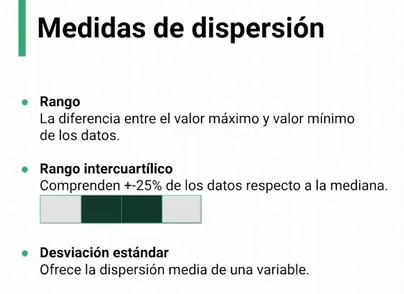 Medidas de dispersión
Rango
La diferencia entre el valor máximo y valor mínimo
de los datos.
Rango intercuartílico
Comprenden +-25% de los datos respecto a la mediana.
Desviación estándar
Ofrece la dispersión media de una variable.